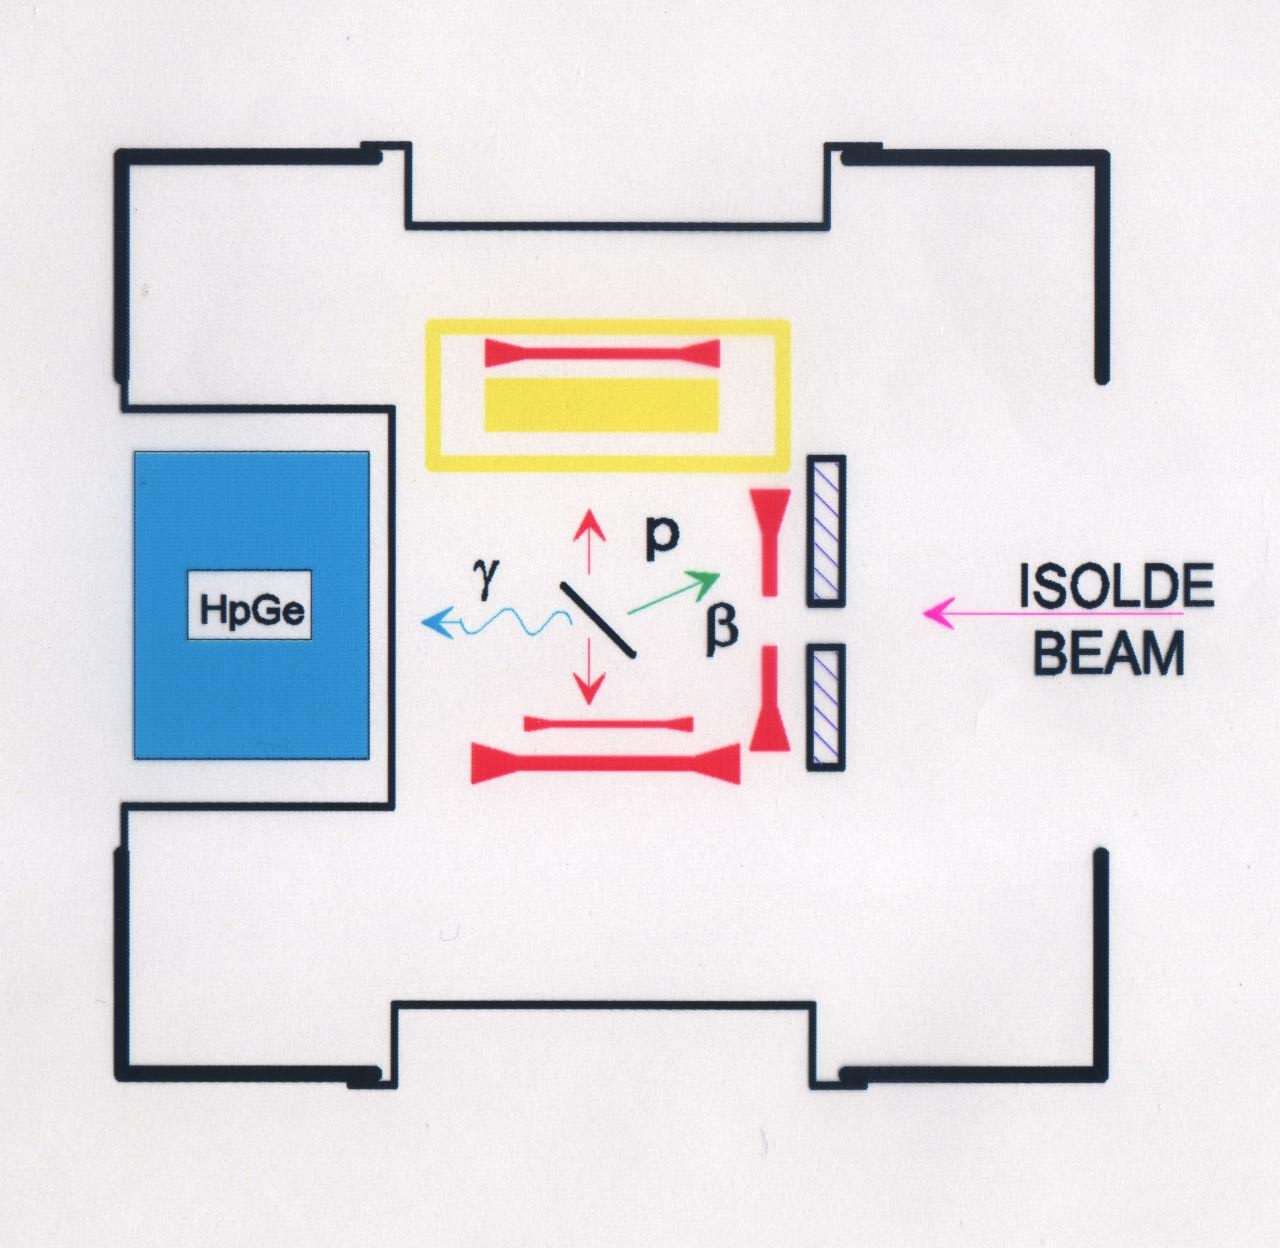 p
γ
ISOLDE
HpGe
β
BEAM